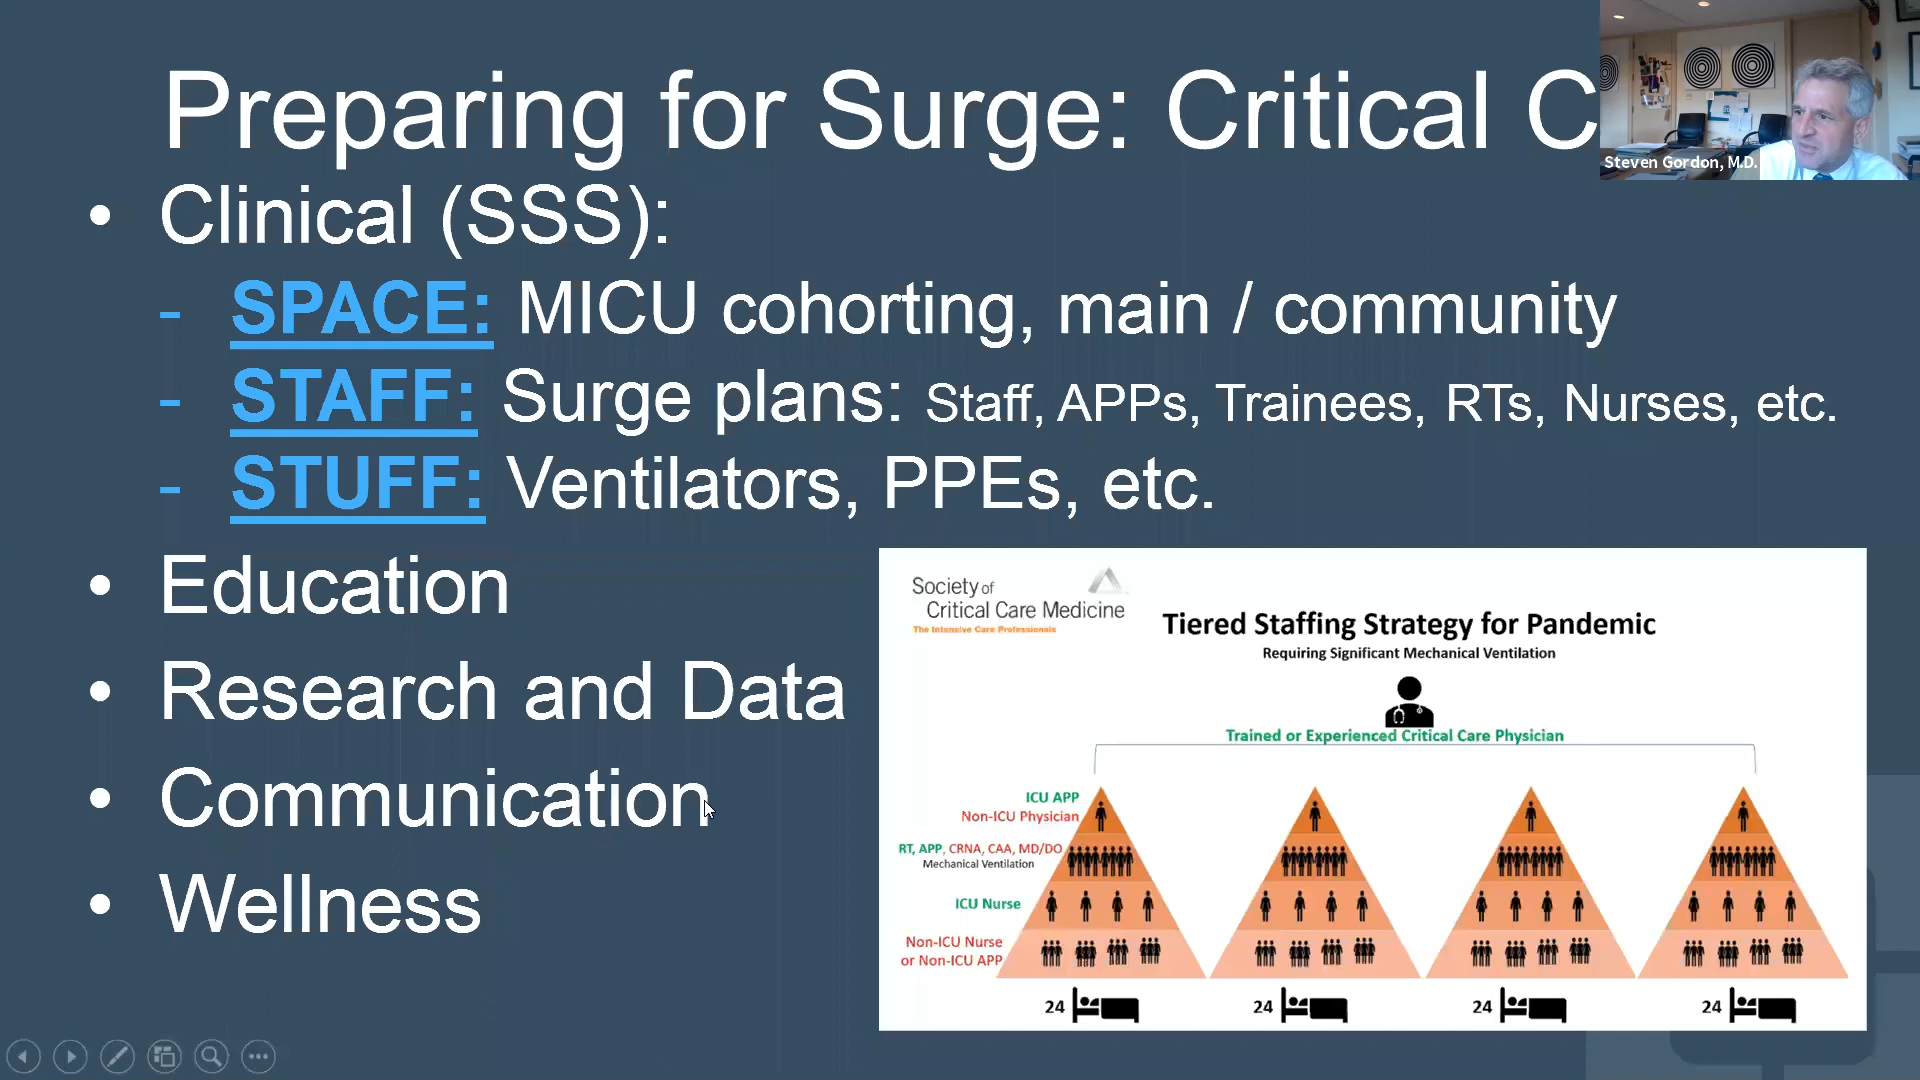 Preparing for Surge: Critical C
Steven Gordon, M.D.
• Clinical (SSS):
- SPACE: MICU cohorting, main / community
- STAFF: Surge plans: Staff, APPs, Trainees, RTs, Nurses, etc.
- STUFF: Ventilators, PPEs, etc.
• Education
• Research and Data
• Communication
• Wellness
Society of
Critical Care Medicine
The Intensive Care Professionals
Tiered Staffing Strategy for Pandemic
Requiring Significant Mechanical Ventilation
Trained or Experienced Critical Care Physician
ICU APP
Non-ICU Physician
RT, APP, CRNA, CAA, MD/DO
Mechanical Ventilation
ICU Nurse
Non-ICU Nurse
or Non-ICU APP
24 24 24 24